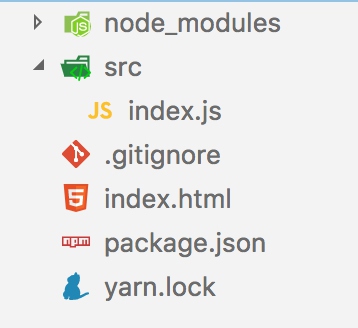 node_modules
src
JS index.js
.gitignore
index.html
package.json
yarn.lock